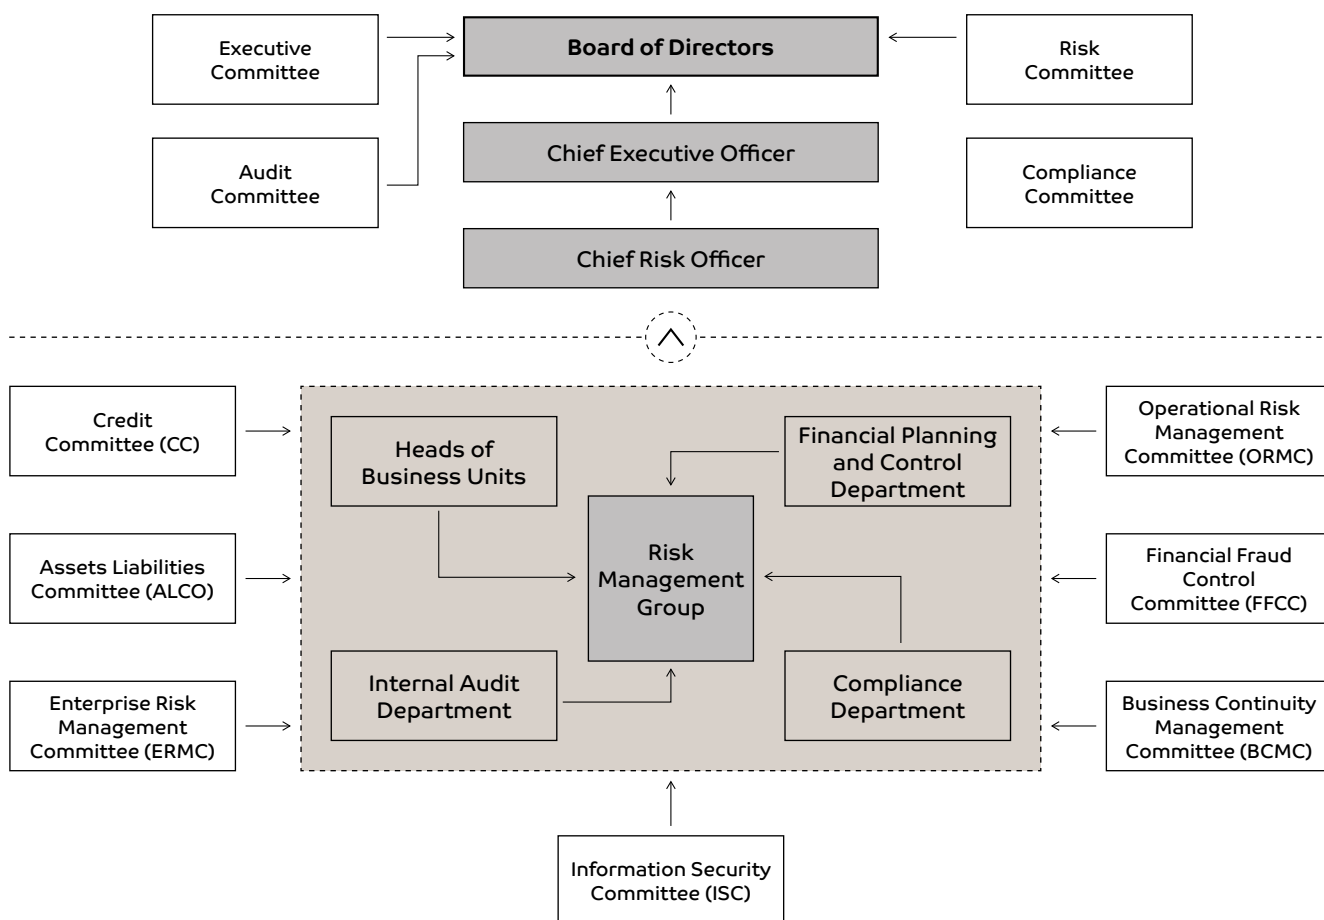 Executive
Committee
Board of Directors
Risk
Committee
Audit
Committee
Chief Executive Officer
Compliance
Committee
Chief Risk Officer
Credit
Committee (CC)
Heads of
Business Units
Financial Planning
and Control
Department
Operational Risk
Management
Committee (ORMC)
Assets Liabilities
Committee (ALCO)
Risk
Management
Group
Financial Fraud
Control
Committee (FFCC)
Enterprise Risk
Management
Committee (ERMC)
Internal Audit
Department
Compliance
Department
Business Continuity
Management
Committee (BCMC)
Information Security
Committee (ISC)